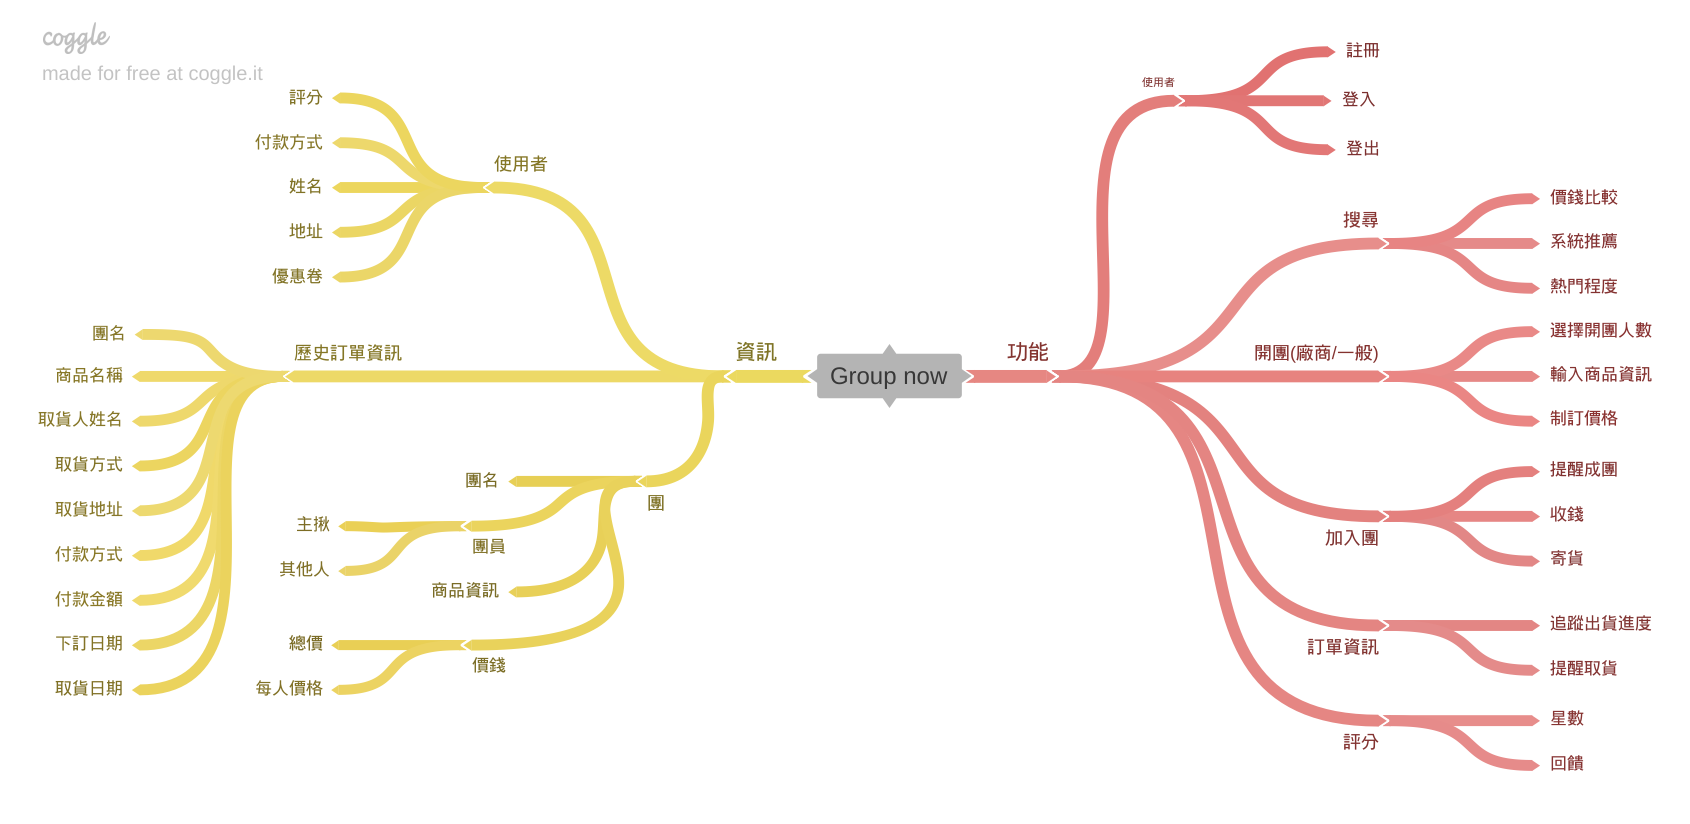 coggle
made for free at coggle.it
Group now
資訊
使用者
評分
付款方式
姓名
地址
優惠卷
歷史訂單資訊
團名
商品名稱
取貨人姓名
取貨方式
取貨地址
付款方式
付款金額
下訂日期
取貨日期
團
團名
團員
主揪
其他人
商品資訊
價錢
總價
每人價格
功能
使用者
註冊
登入
登出
搜尋
價錢比較
系統推薦
熱門程度
開團(廠商/一般)
選擇開團人數
輸入商品資訊
制訂價格
加入團
提醒成團
收錢
寄貨
訂單資訊
追蹤出貨進度
提醒取貨
評分
星數
回饋